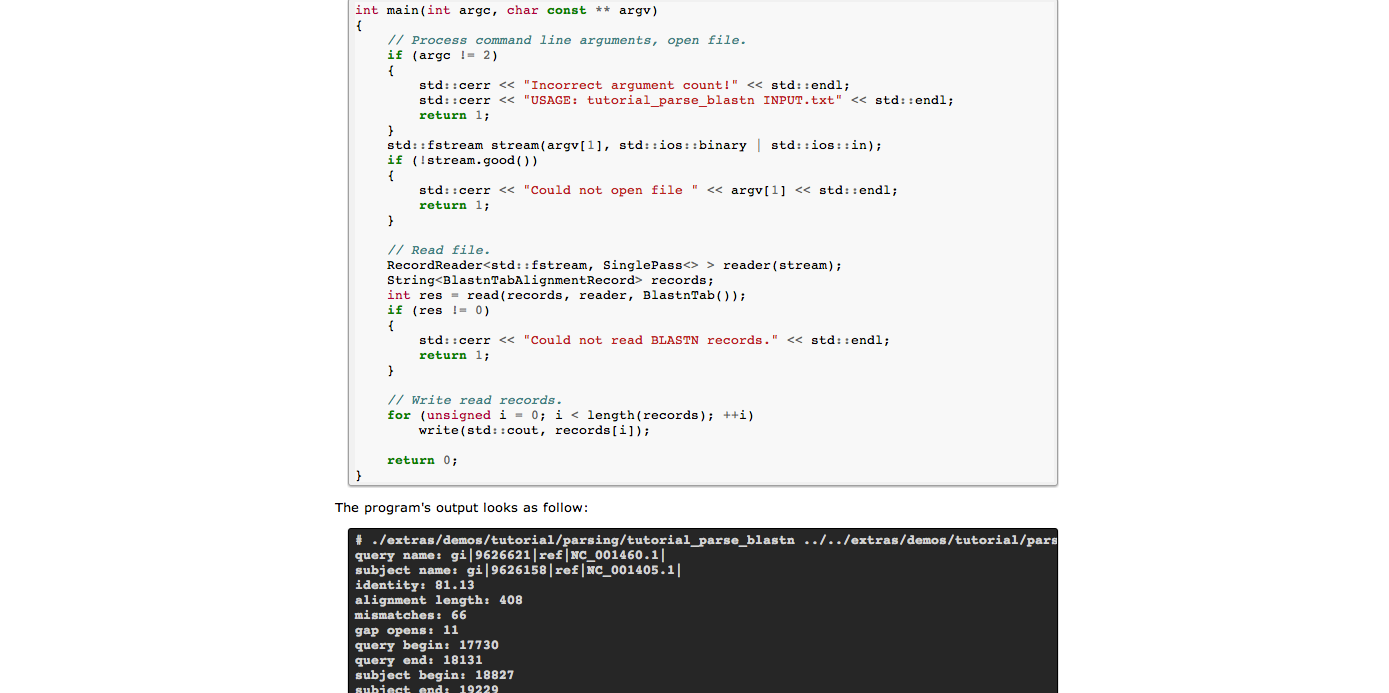 int main(int argc, char const ** argv)
{
    // Process command line arguments, open file.
    if (argc != 2)
    {
        std::cerr << "Incorrect argument count!" << std::endl;
        std::cerr << "USAGE: tutorial_parse_blastn INPUT.txt" << std::endl;
        return 1;
    }
    std::fstream stream(argv[1], std::ios::binary | std::ios::in);
    if (!stream.good())
    {
        std::cerr << "Could not open file " << argv[1] << std::endl;
        return 1;
    }

    // Read file.
    RecordReader<std::fstream, SinglePass<> > reader(stream);
    String<BlastnTabAlignmentRecord> records;
    int res = read(records, reader, BlastnTab());
    if (res != 0)
    {
        std::cerr << "Could not read BLASTN records." << std::endl;
        return 1;
    }

    // Write read records.
    for (unsigned i = 0; i < length(records); ++i)
        write(std::cout, records[i]);

    return 0;
}
The program's output looks as follow:
# ./extras/demos/tutorial/parsing/tutorial_parse_blastn ../../extras/demos/tutorial/pars
query name: gi|9626621|ref|NC_001460.1|
subject name: gi|9626158|ref|NC_001405.1|
identity: 81.13
alignment length: 408
mismatches: 66
gap opens: 11
query begin: 17730
query end: 18131
subject begin: 18827
subject end: 19229